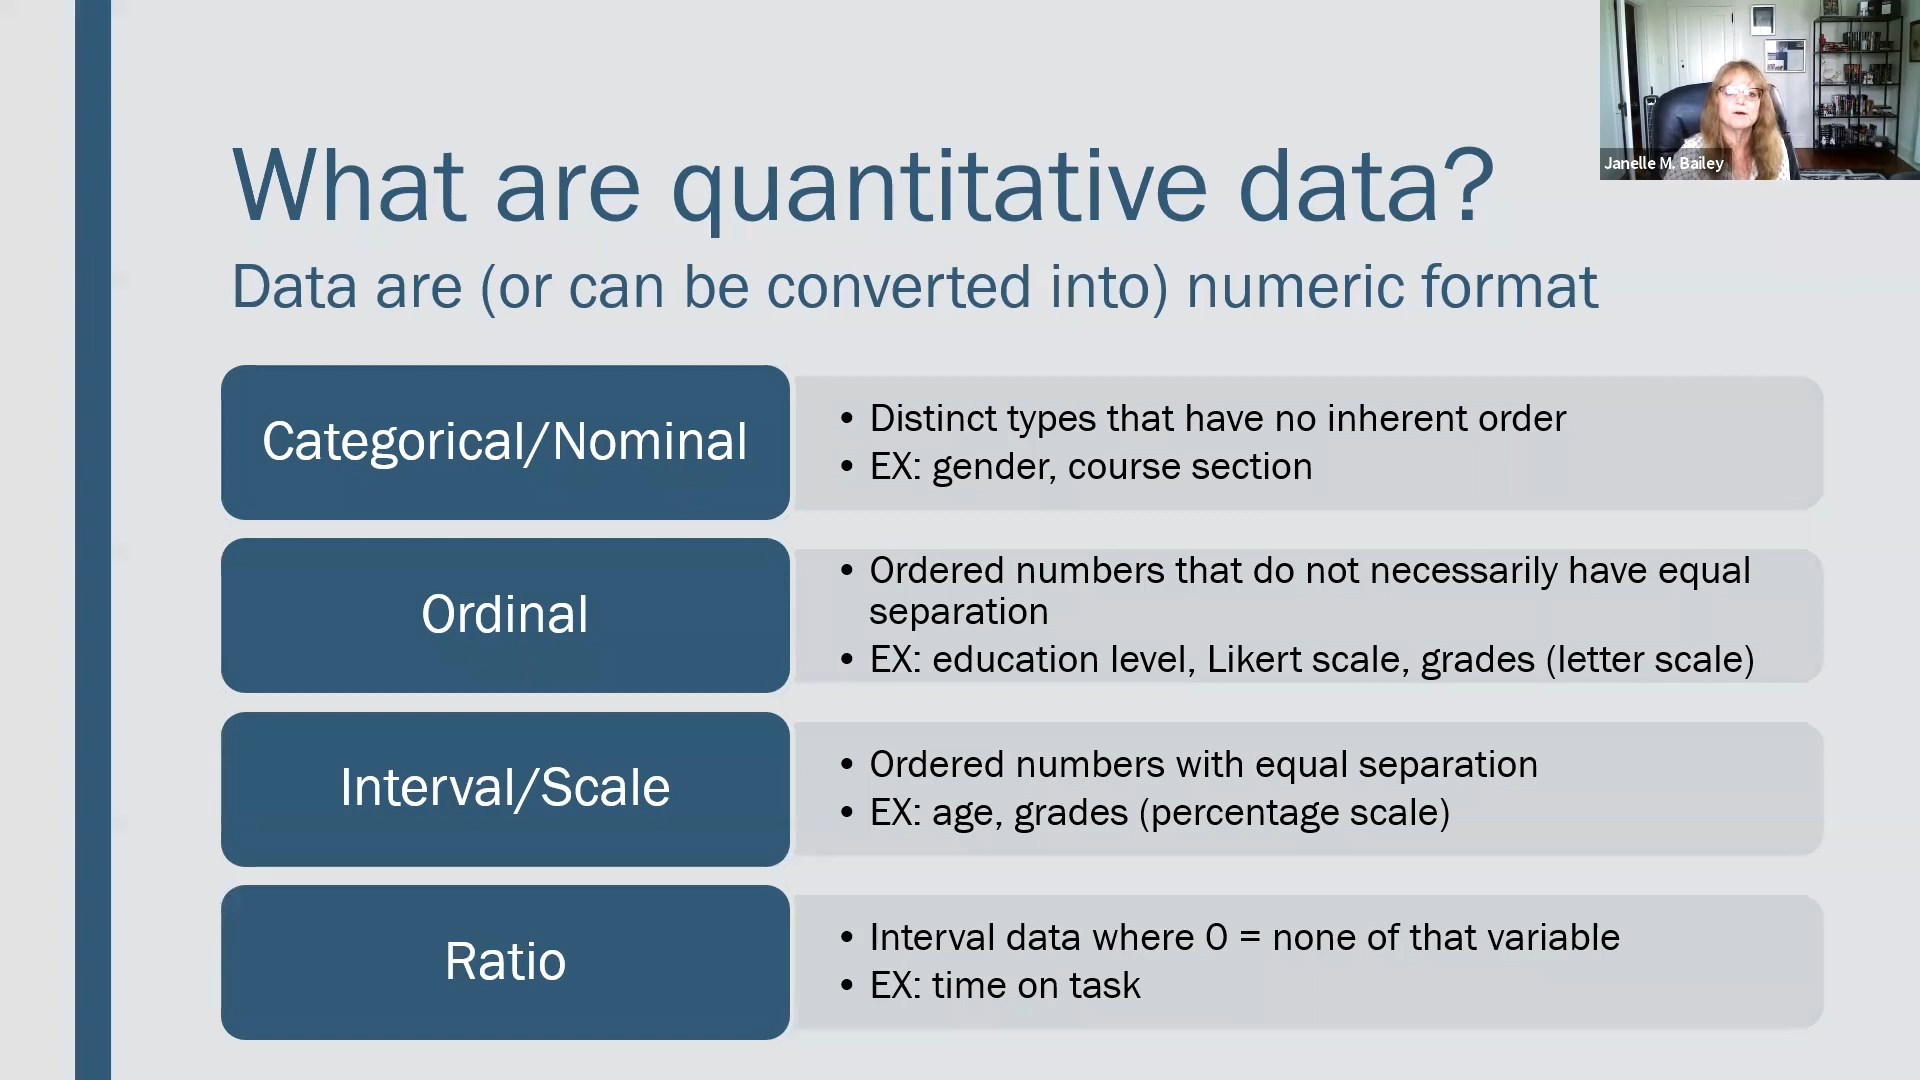 What are quantitative data?
Data are (or can be converted into) numeric format
Janelle M. Bailey
Categorical/Nominal
• Distinct types that have no inherent order
• EX: gender, course section
Ordinal
• Ordered numbers that do not necessarily have equal
separation
• EX: education level, Likert scale, grades (letter scale)
Interval/Scale
• Ordered numbers with equal separation
• EX: age, grades (percentage scale)
Ratio
• Interval data where 0 = none of that variable
• EX: time on task